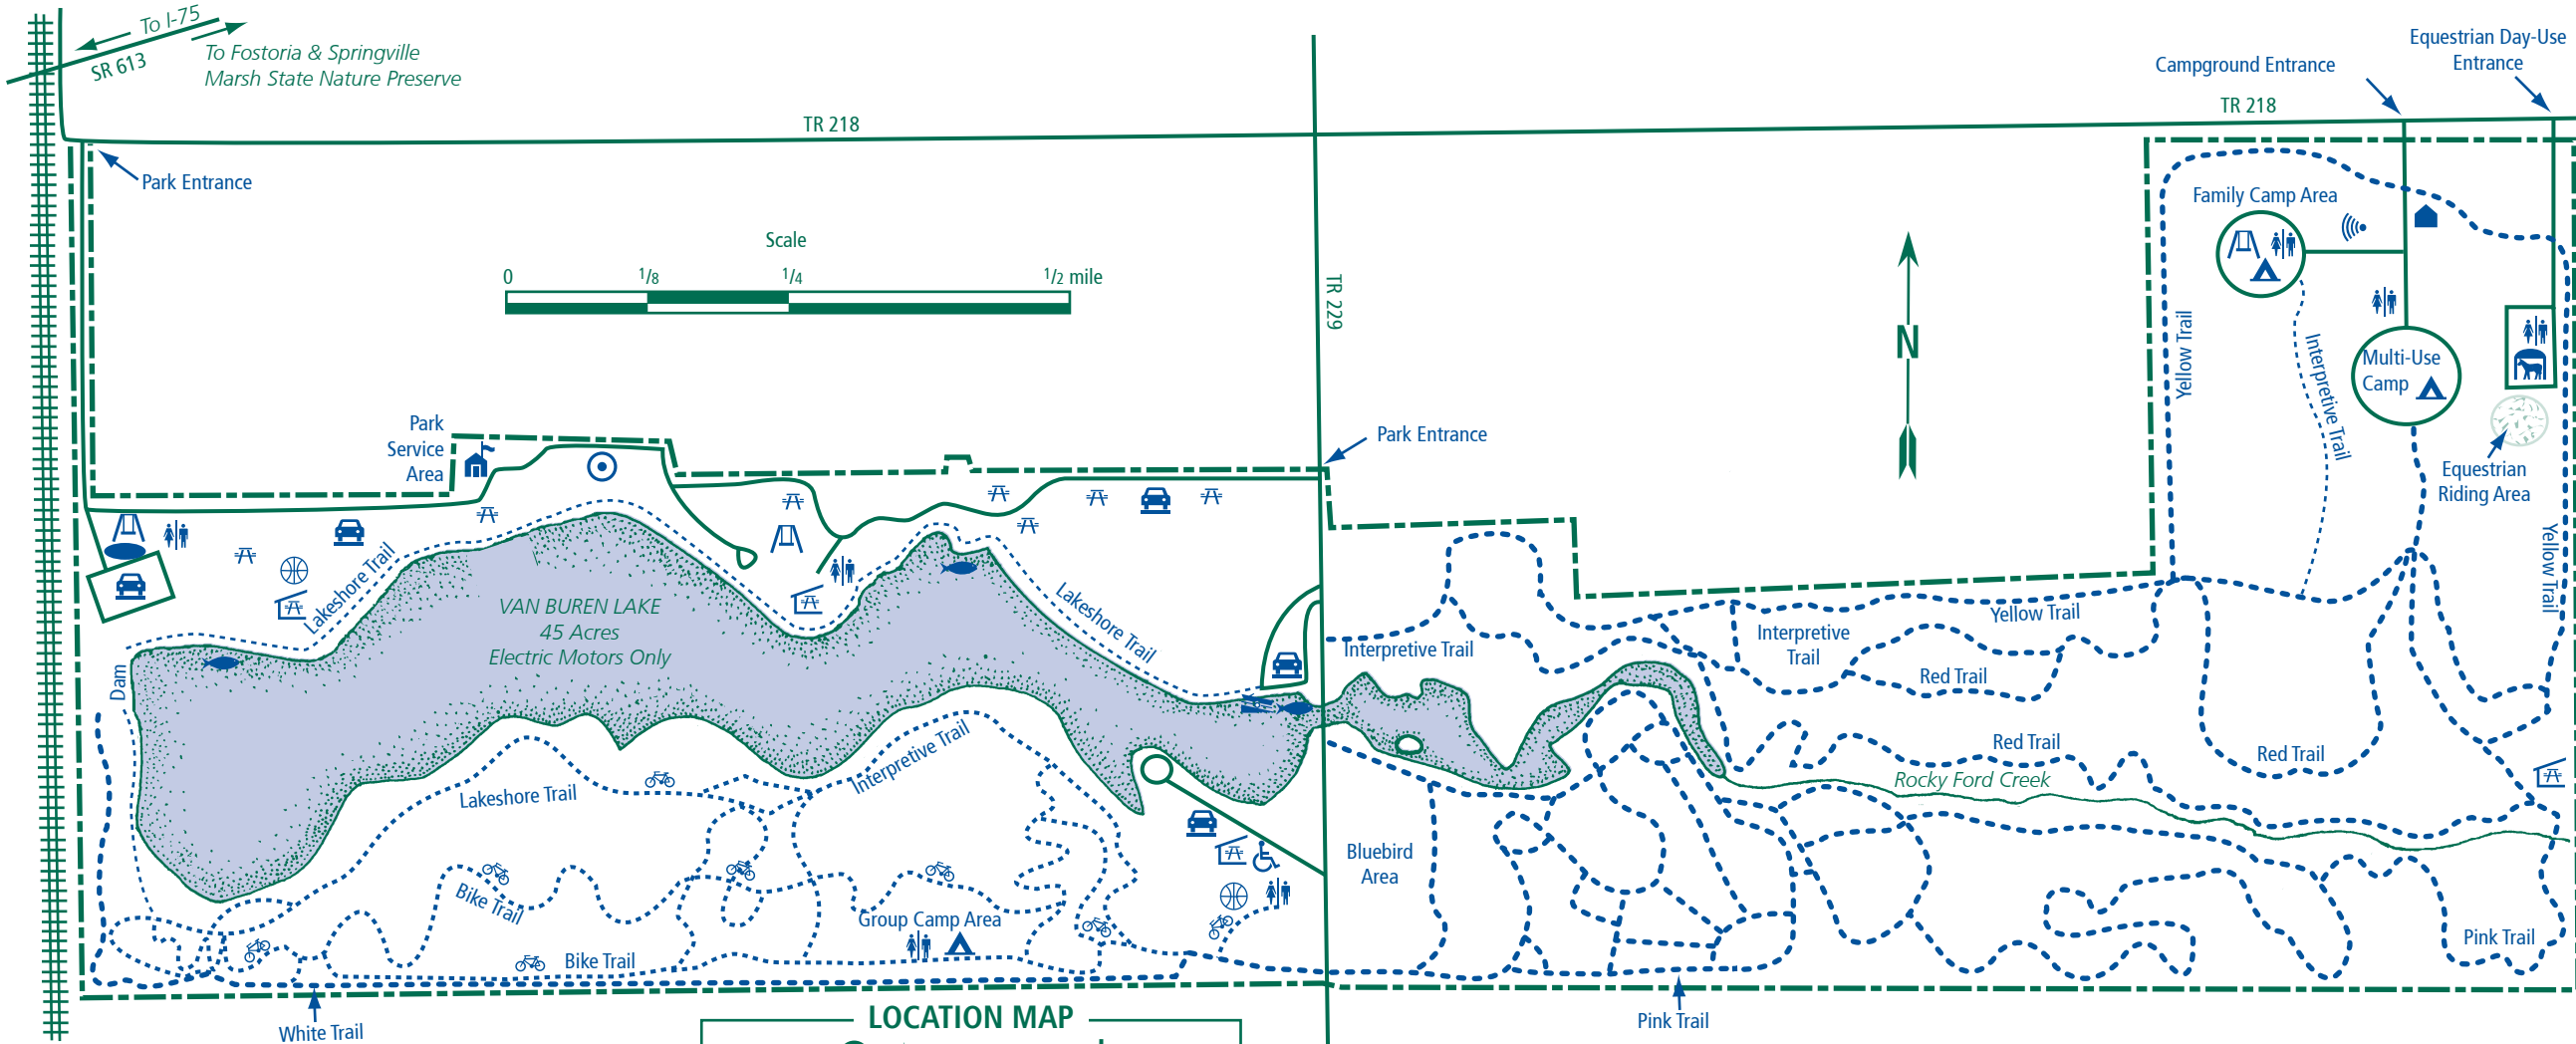 To I-75
SR 613
To Fostoria & Springville
Marsh State Nature Preserve
TR 218
Park Entrance
Scale
0
1/8
1/4
1/2 mile
TR 229
N
Campground Entrance
Equestrian Day-Use
Entrance
TR 218
Family Camp Area
Yellow Trail
Interpretive Trail
Multi-Use
Camp
Equestrian
Riding Area
Yellow Trail
Park
Service
Area
Park Entrance
Lakeshore Trail
VAN BUREN LAKE
45 Acres
Electric Motors Only
Lakeshore Trail
Dam
Interpretive Trail
Interpretive
Trail
Yellow Trail
Red Trail
Red Trail
Red Trail
Rocky Ford Creek
Lakeshore Trail
Interpretive Trail
Bike Trail
Group Camp Area
Bike Trail
Bluebird
Area
Pink Trail
White Trail
LOCATION MAP
Pink Trail